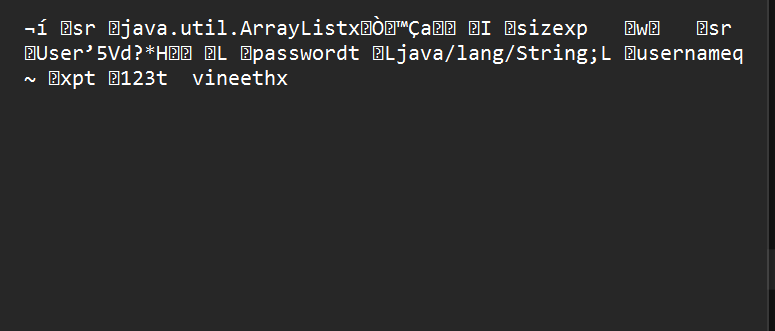 ¬í sr java.util.ArrayListxÒ™Ça I sizexp w sr
User’5Vd?*H L passwordt Ljava/lang/String;L usernameq
~ xpt 123t vineethx